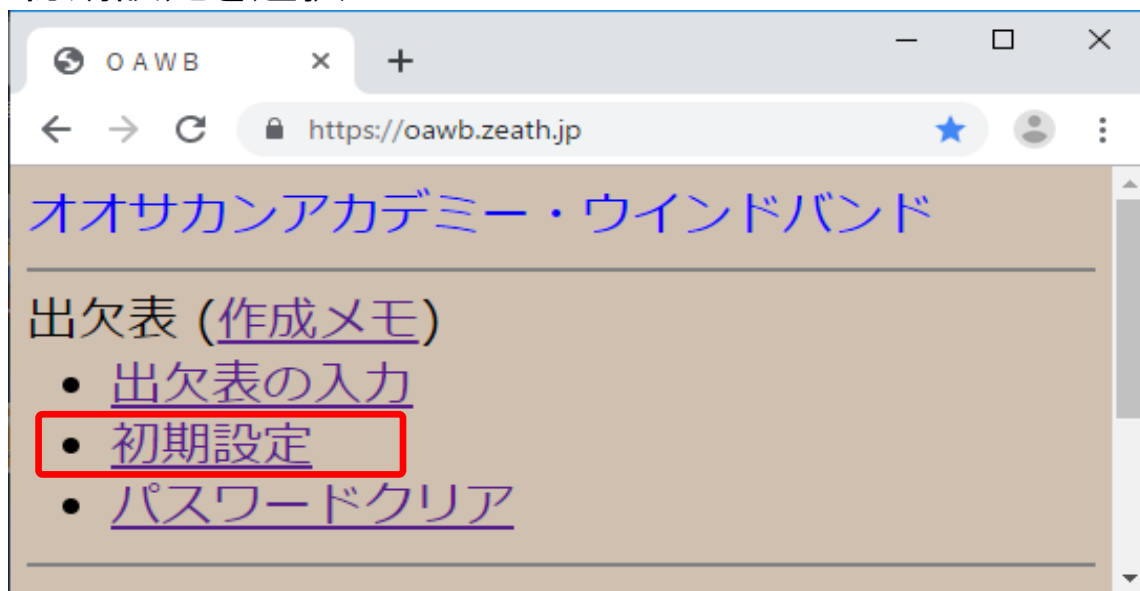 OAWB
https://oawb.zeath.jp
オオサカンアカデミー・ウインドバンド
出欠表 (作成メモ)
出欠表の入力
初期設定
パスワードクリア